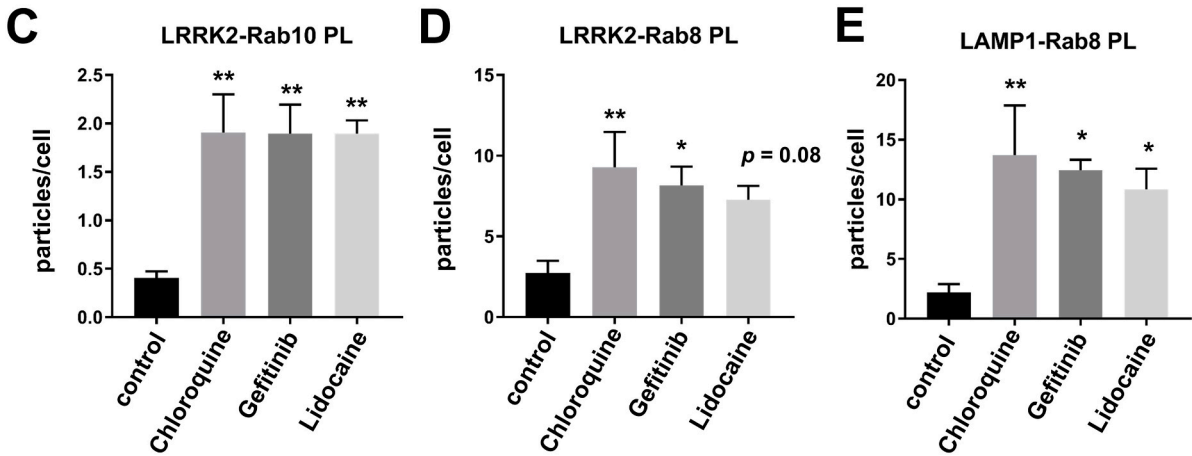 C
LRRK2-Rab10 PL
particles/cell
2.5
2.0
1.5
1.0
0.5
0.0
**
**
**
control
Chloroquine
Gefitinib
Lidocaine
D
LRRK2-Rab8 PL
particles/cell
15
10
5
0
**
*
p = 0.08
control
Chloroquine
Gefitinib
Lidocaine
E
LAMP1-Rab8 PL
particles/cell
20
15
10
5
0
**
*
*
control
Chloroquine
Gefitinib
Lidocaine